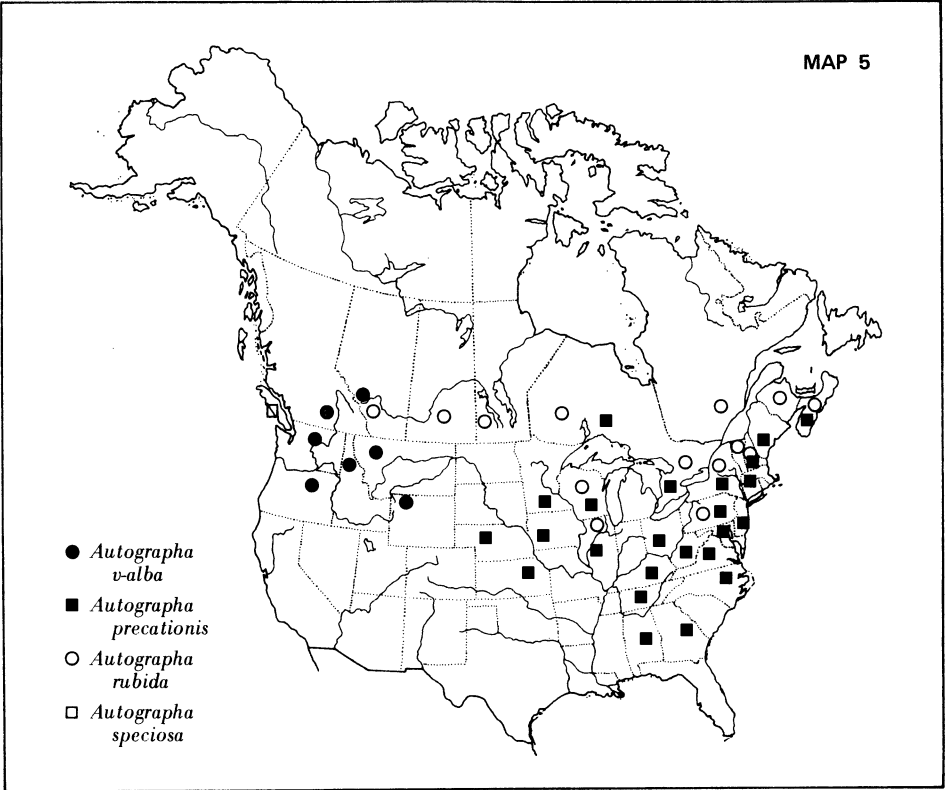 MAP 5
Autographa
v-alba
Autographa
precationis
Autographa
rubida
Autographa
speciosa